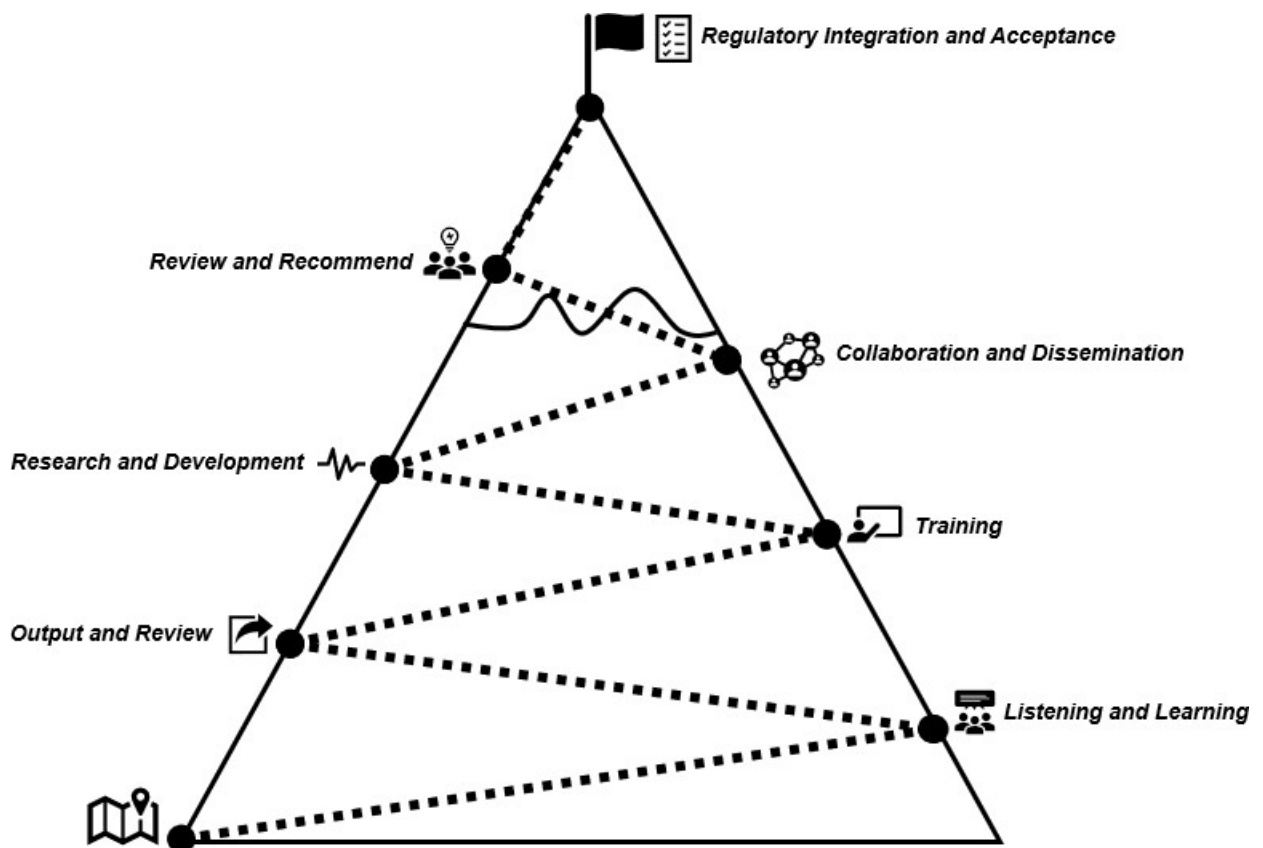 Regulatory Integration and Acceptance
Review and Recommend
Collaboration and Dissemination
Research and Development
Training
Output and Review
Listening and Learning